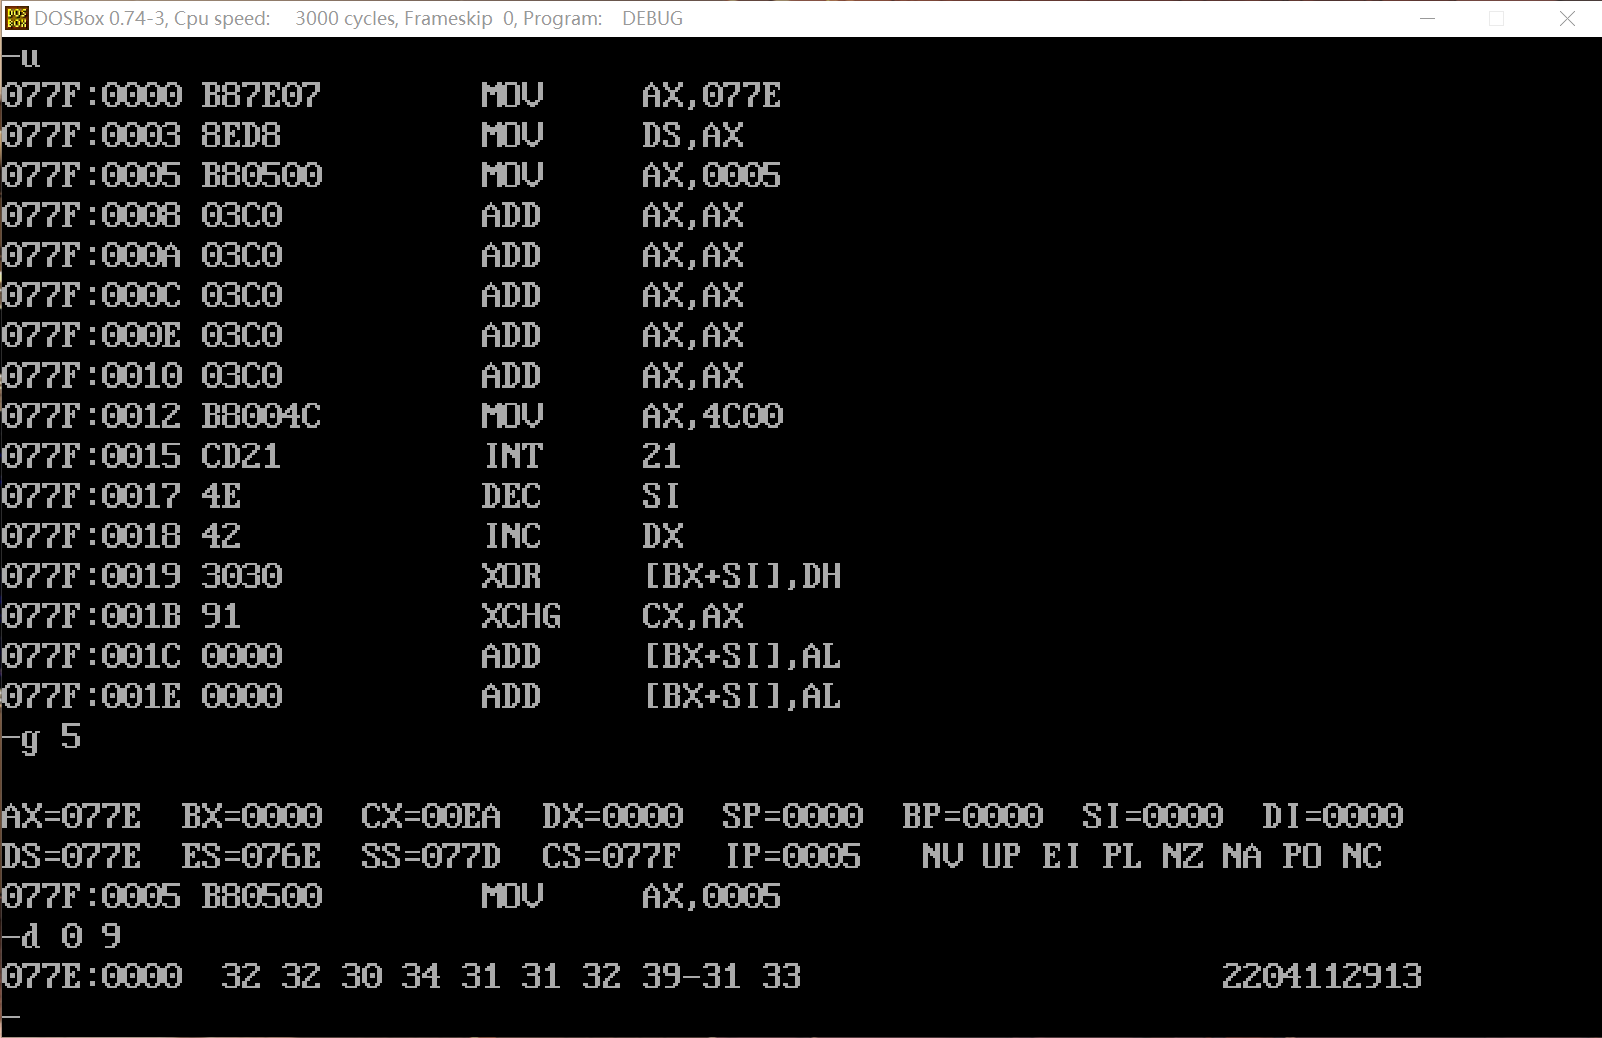 DOSBox 0.74-3, Cpu speed: 3000 cycles, Frameskip 0, Program: DEBUG
-u
077F:0000 B87E07 MOV AX,077E
077F:0003 8ED8 MOV DS,AX
077F:0005 B80500 MOV AX,0005
077F:0008 03C0 ADD AX,AX
077F:000A 03C0 ADD AX,AX
077F:000C 03C0 ADD AX,AX
077F:000E 03C0 ADD AX,AX
077F:0010 03C0 ADD AX,AX
077F:0012 B8004C MOV AX,4C00
077F:0015 CD21 INT 21
077F:0017 4E DEC SI
077F:0018 42 INC DX
077F:0019 3030 XOR [BX+SI],DH
077F:001B 91 XCHG CX,AX
077F:001C 0000 ADD [BX+SI],AL
077F:001E 0000 ADD [BX+SI],AL
-g 5
AX=077E BX=0000 CX=00EA DX=0000 SP=0000 BP=0000 SI=0000 DI=0000
DS=077E ES=076E SS=077D CS=077F IP=0005 NV UP EI PL NZ NA PO NC
077F:0005 B80500 MOV AX,0005
-d 0 9
077E:0000 32 32 30 34 31 31 32 39-31 33 2204112913
-